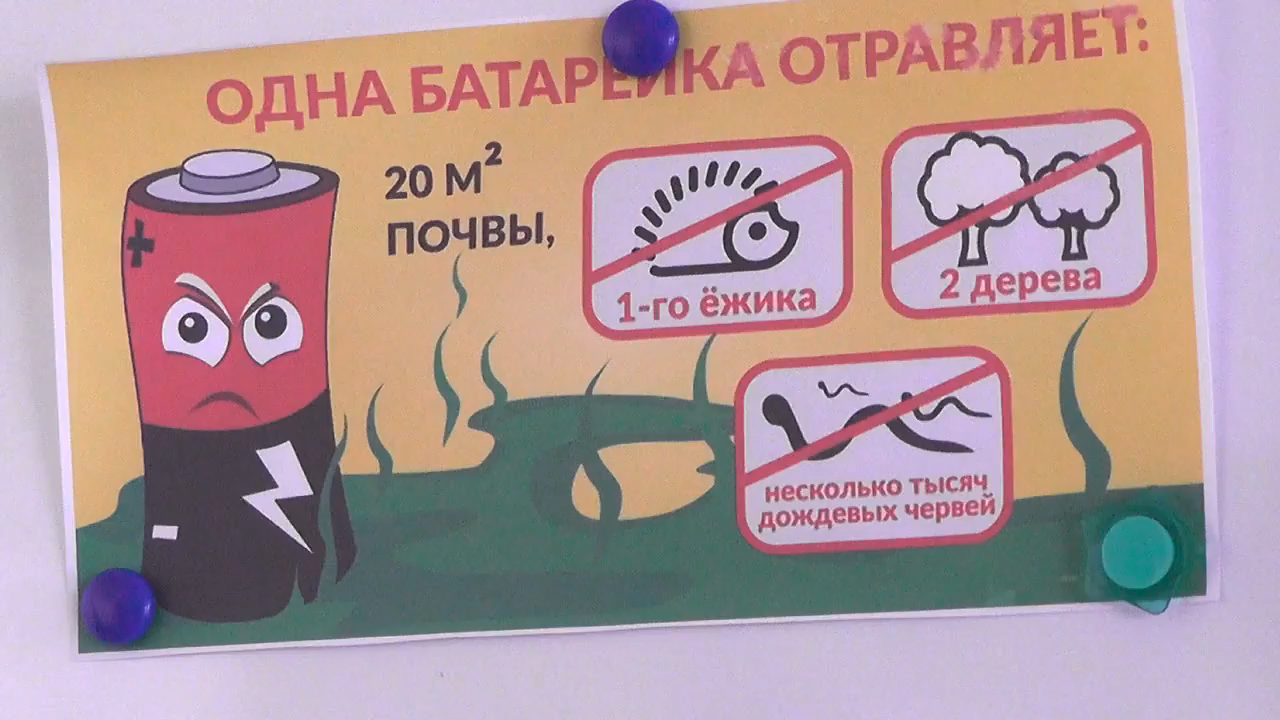 ОДНА БАТАРЕЙКА ОТРАВЛЯЕТ:
20 М²
ПОЧВЫ,
1-го ёжика
2 дерева
несколько тысяч
дождевых червей